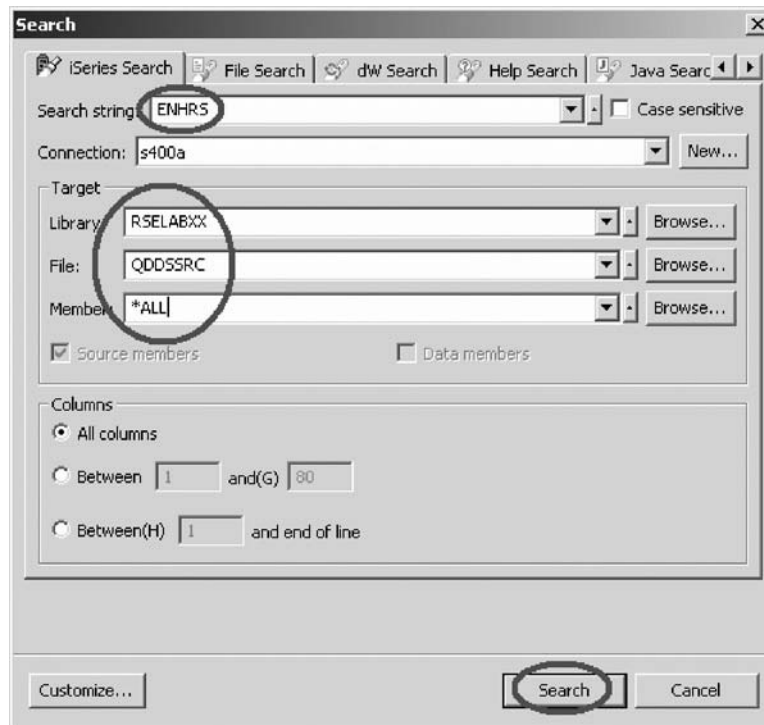 Search
iSeries Search File Search dW Search Help Search Java Searc
Search string: ENHRS Case sensitive
Connection: s400a New...
Target
Library: RSELABXX Browse...
File: QDDSSRC Browse...
Member: *ALL Browse...
Source members Data members
Columns
All columns
Between 1 and(G) 80
Between(H) 1 and end of line
Customize... Search Cancel